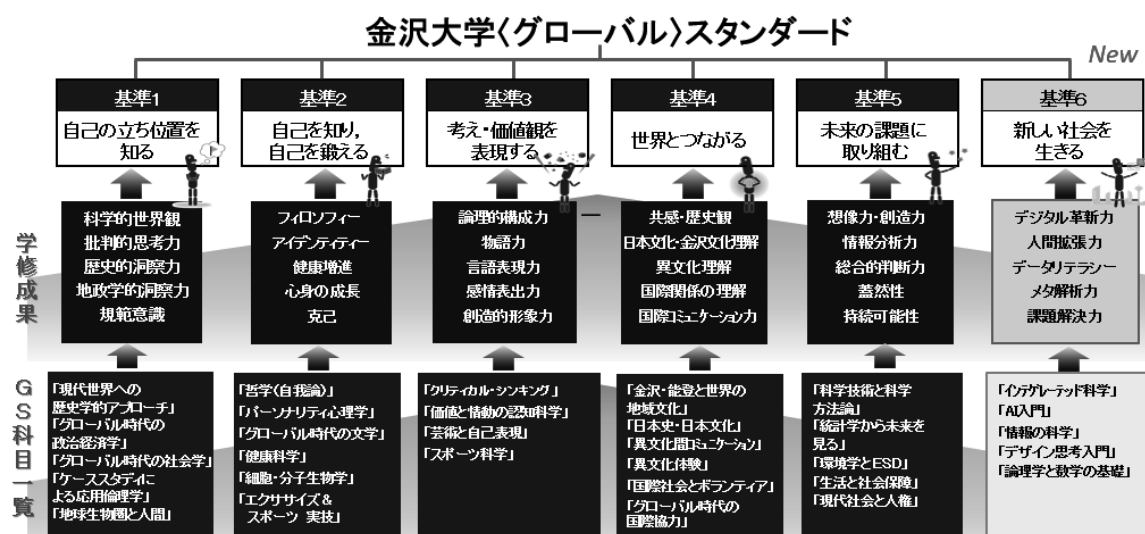 金沢大学〈グローバル〉スタンダード
New
基準1
自己の立ち位置を
知る
基準2
自己を知り,
自己を鍛える
基準3
考え・価値観を
表現する
基準4
世界とつながる
基準5
未来の課題に
取り組む
基準6
新しい社会を
生きる
学修成果
科学的世界観
批判的思考力
歴史的洞察力
地政学的洞察力
規範意識
フィロソフィー
アイデンティティー
健康増進
心身の成長
克己
論理的構成力
物語力
言語表現力
感情表出力
創造的形象力
共感・歴史観
日本文化・金沢文化理解
異文化理解
国際関係の理解
国際コミュニケーション力
想像力・創造力
情報分析力
総合的判断力
蓋然性
持続可能性
デジタル革新力
人間拡張力
データリテラシー
メタ解析力
課題解決力
GS科目一覧
「現代世界への
歴史学的アプローチ」
「グローバル時代の
政治経済学」
「グローバル時代の社会学」
「ケーススタディに
よる応用倫理学」
「地球生物圏と人間」
「哲学(自我論)」
「パーソナリティ心理学」
「グローバル時代の文学」
「健康科学」
「細胞・分子生物学」
「エクササイズ&
スポーツ 実技」
「クリティカル・シンキング」
「価値と情動の認知科学」
「芸術と自己表現」
「スポーツ科学」
「金沢・能登と世界の
地域文化」
「日本史・日本文化」
「異文化間コミュニケーション」
「異文化体験」
「国際社会とボランティア」
「グローバル時代の
国際協力」
「科学技術と科学
方法論」
「統計学から未来を
見る」
「環境学とESD」
「生活と社会保障」
「現代社会と人権」
「インテグレーテッド科学」
「AI入門」
「情報の科学」
「デザイン思考入門」
「論理学と数学の基礎」